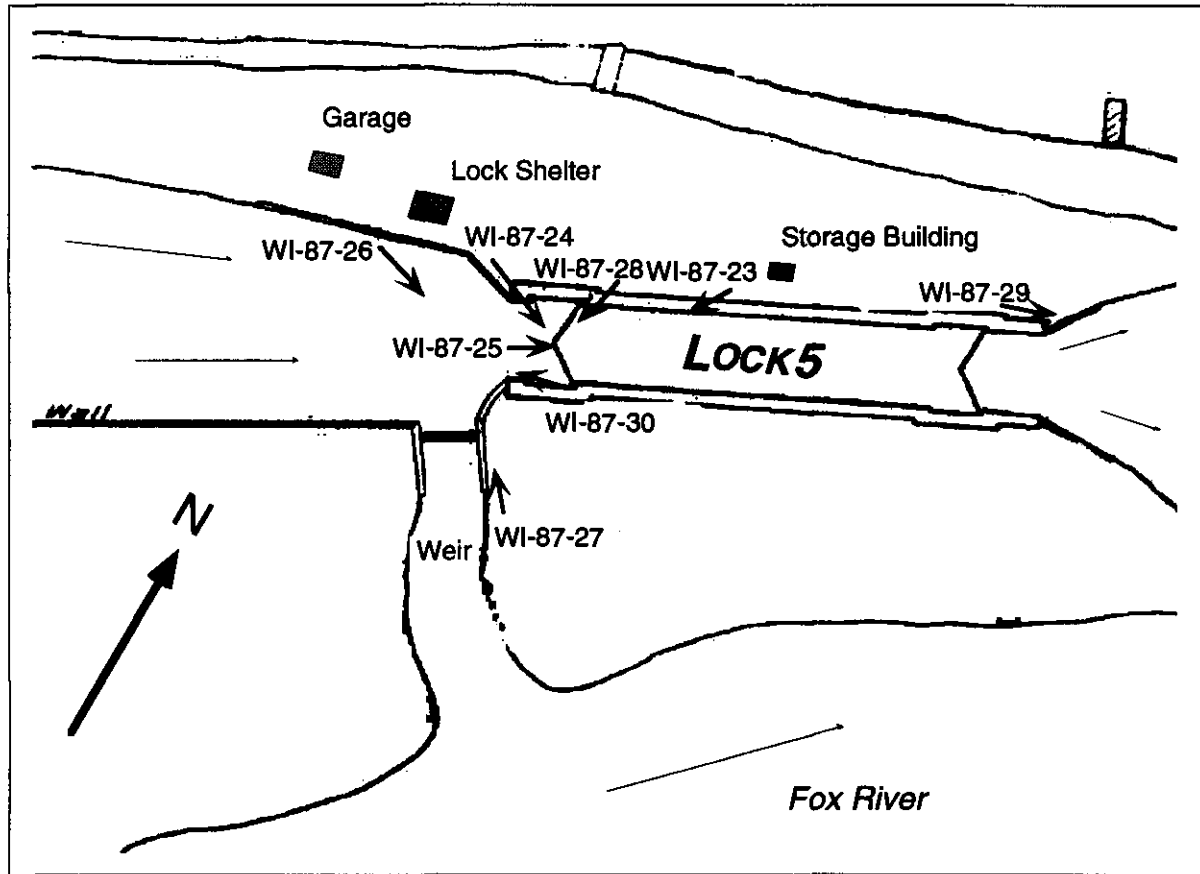 Garage
Lock Shelter
WI-87-24
WI-87-26
Storage Building
WI-87-28
WI-87-23
WI-87-29
WI-87-25
LOCK5
Wall
WI-87-30
N
Weir
WI-87-27
Fox River